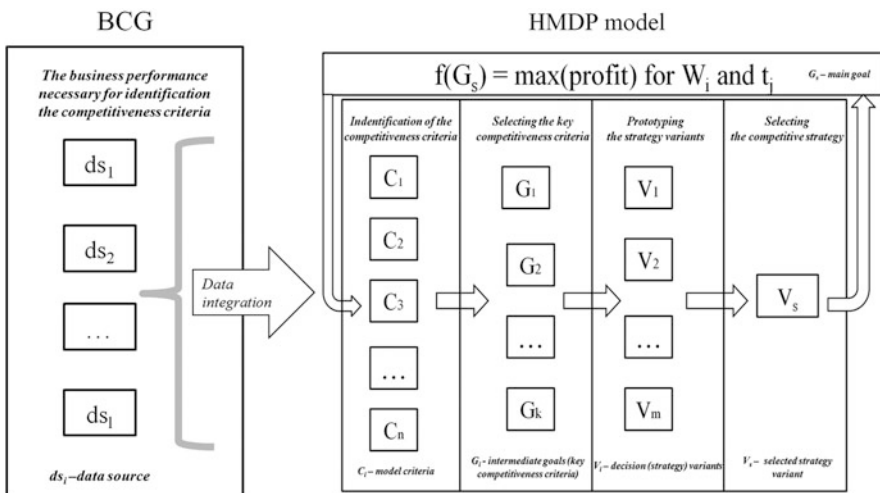 BCG
The business performance
necessary for identification
the competitiveness criteria
ds1
ds2
...
dsl
dsi–data source
Data
integration
HMDP model
f(Gs) = max(profit) for Wi and tj
Gs – main goal
Indentification of the
competitiveness criteria
C1
C2
C3
...
Cn
Ci – model criteria
Selecting the key
competitiveness criteria
G1
G2
...
Gk
Gi - intermediate goals (key
competitiveness criteria)
Prototyping
the strategy variants
V1
V2
...
Vm
Vi – decision (strategy) variants
Selecting
the competitive strategy
Vs
Vs – selected strategy
variant